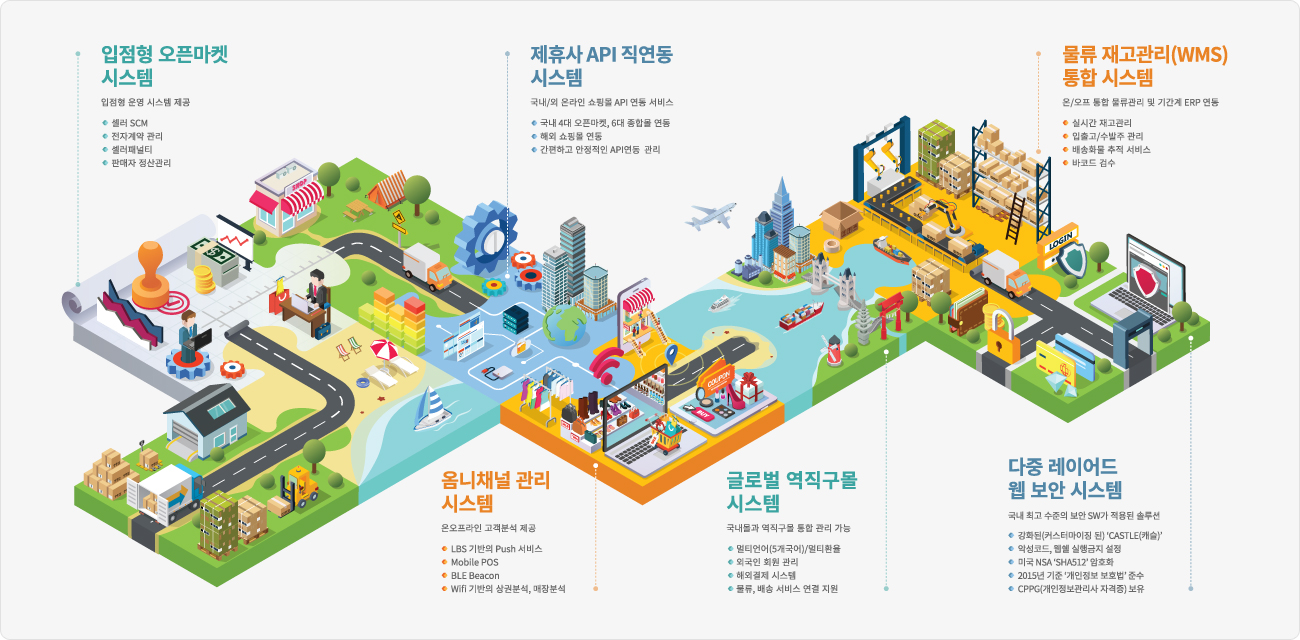 입점형 오픈마켓
시스템
입점형 운영 시스템 제공
셀러 SCM
전자계약 관리
셀러패널티
판매자 정산관리
제휴사 API 직연동
시스템
국내/외 온라인 쇼핑몰 API 연동 서비스
국내 4대 오픈마켓, 6대 종합몰 연동
해외 쇼핑몰 연동
간편하고 안정적인 API연동 관리
물류 재고관리(WMS)
통합 시스템
온/오프 통합 물류관리 및 기간계 ERP 연동
실시간 재고관리
입출고/수발주 관리
배송화물 추적 서비스
바코드 검수
SHOP
LOGIN
COUPON
BUY
옴니채널 관리
시스템
온오프라인 고객분석 제공
LBS 기반의 Push 서비스
Mobile POS
BLE Beacon
Wifi 기반의 상권분석, 매장분석
글로벌 역직구몰
시스템
국내몰과 역직구몰 통합 관리 가능
멀티언어(5개국어)/멀티환율
외국인 회원 관리
해외결제 시스템
물류, 배송 서비스 연결 지원
다중 레이어드
웹 보안 시스템
국내 최고 수준의 보안 SW가 적용된 솔루션
강화된(커스터마이징 된) ‘CASTLE(캐슬)’
악성코드, 웹쉘 실행금지 설정
미국 NSA ‘SHA512’ 암호화
2015년 기준 ‘개인정보 보호법’ 준수
CPPG(개인정보관리사 자격증) 보유